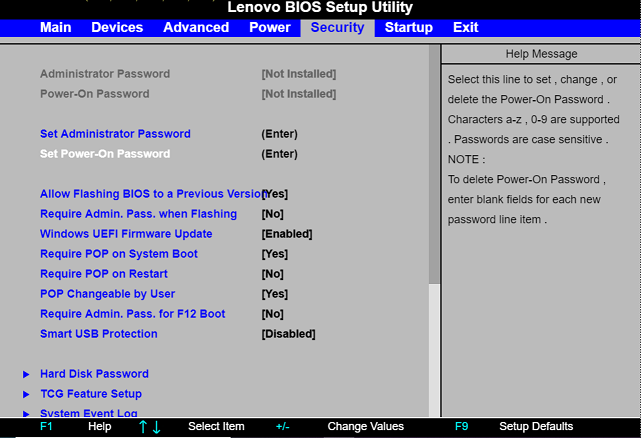 Lenovo BIOS Setup Utility
Main Devices Advanced Power Security Startup Exit
Help Message
Administrator Password [Not Installed]
Power-On Password [Not Installed]
Set Administrator Password (Enter)
Set Power-On Password (Enter)
Allow Flashing BIOS to a Previous Version [Yes]
Require Admin. Pass. when Flashing [No]
Windows UEFI Firmware Update [Enabled]
Require POP on System Boot [Yes]
Require POP on Restart [No]
POP Changeable by User [Yes]
Require Admin. Pass. for F12 Boot [No]
Smart USB Protection [Disabled]
Hard Disk Password
TCG Feature Setup
System Event Log
Select this line to set , change , or
delete the Power-On Password .
Characters a-z , 0-9 are supported
. Passwords are case sensitive .
NOTE :
To delete Power-On Password ,
enter blank fields for each new
password line item .
F1 Help ↑↓ Select Item +/- Change Values F9 Setup Defaults